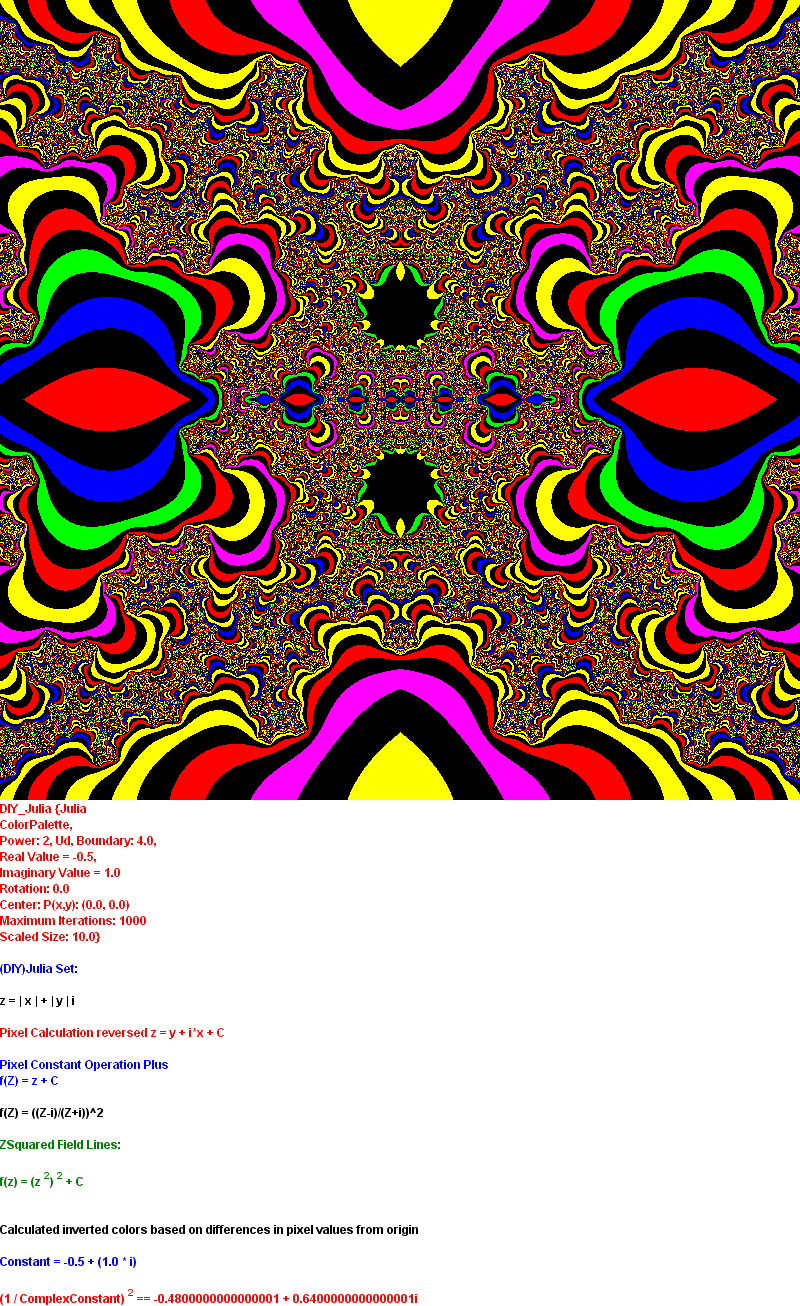 DIY_Julia {Julia
ColorPalette,
Power: 2, Ud, Boundary: 4.0,
Real Value = -0.5,
Imaginary Value = 1.0
Rotation: 0.0
Center: P(x,y): (0.0, 0.0)
Maximum Iterations: 1000
Scaled Size: 10.0}
(DIY)Julia Set:
z = | x | + | y | i
Pixel Calculation reversed z = y + i*x + C
Pixel Constant Operation Plus
f(Z) = z + C
f(Z) = ((Z-i)/(Z+i))^2
ZSquared Field Lines:
f(z) = (z 2) 2 + C
Calculated inverted colors based on differences in pixel values from origin
Constant = -0.5 + (1.0 * i)
(1 / ComplexConstant) 2 == -0.4800000000000001 + 0.6400000000000001i